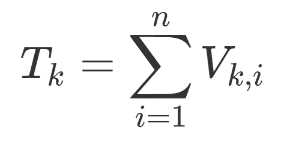 T_k = \sum_{i=1}^{n} V_{k,i}